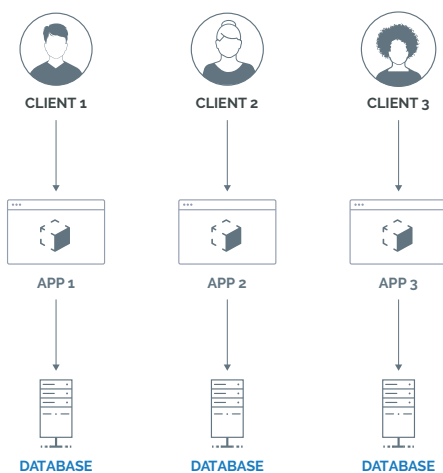 CLIENT 1
CLIENT 2
CLIENT 3
APP 1
APP 2
APP 3
DATABASE
DATABASE
DATABASE